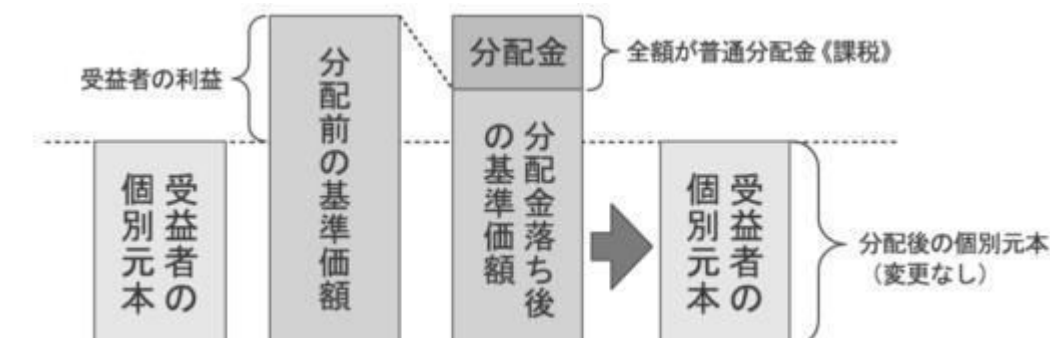 受益者の利益
受益者の
個別元本
分配前の基準価額
分配金
全額が普通分配金《課税》
分配金落ち後
の基準価額
受益者の
個別元本
分配後の個別元本
（変更なし）